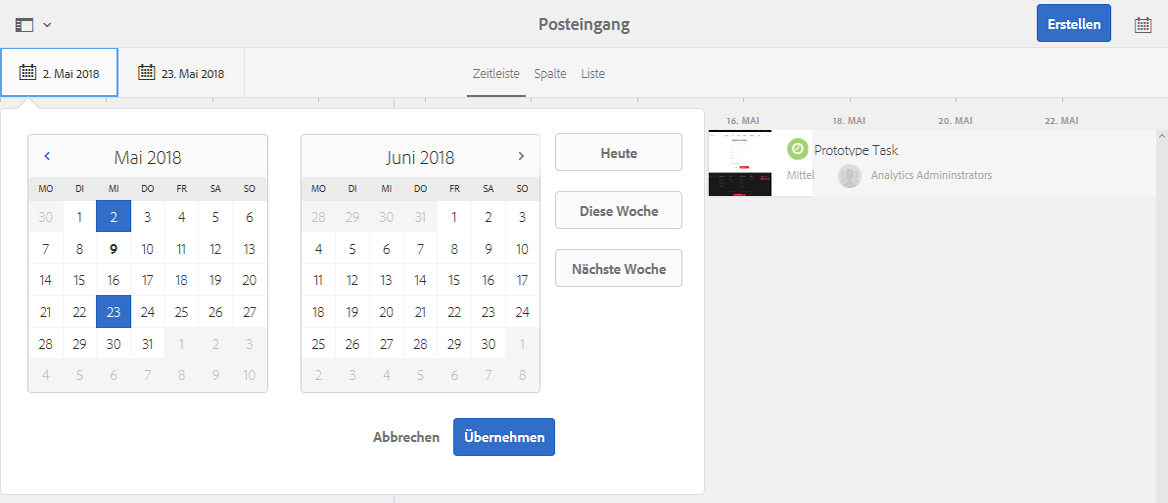 Posteingang
Erstellen
2. Mai 2018 23. Mai 2018 Zeitleiste Spalte Liste
16. MAI 18. MAI 20. MAI 22. MAI
Mai 2018
MO DI MI DO FR SA SO
30 1 2 3 4 5 6
7 8 9 10 11 12 13
14 15 16 17 18 19 20
21 22 23 24 25 26 27
28 29 30 31 1 2 3
4 5 6 7 8 9 10
Juni 2018
MO DI MI DO FR SA SO
28 29 30 31 1 2 3
4 5 6 7 8 9 10
11 12 13 14 15 16 17
18 19 20 21 22 23 24
25 26 27 28 29 30 1
2 3 4 5 6 7 8
Heute
Diese Woche
Nächste Woche
Abbrechen Übernehmen
Prototype Task
Mittel Analytics Admininstrators